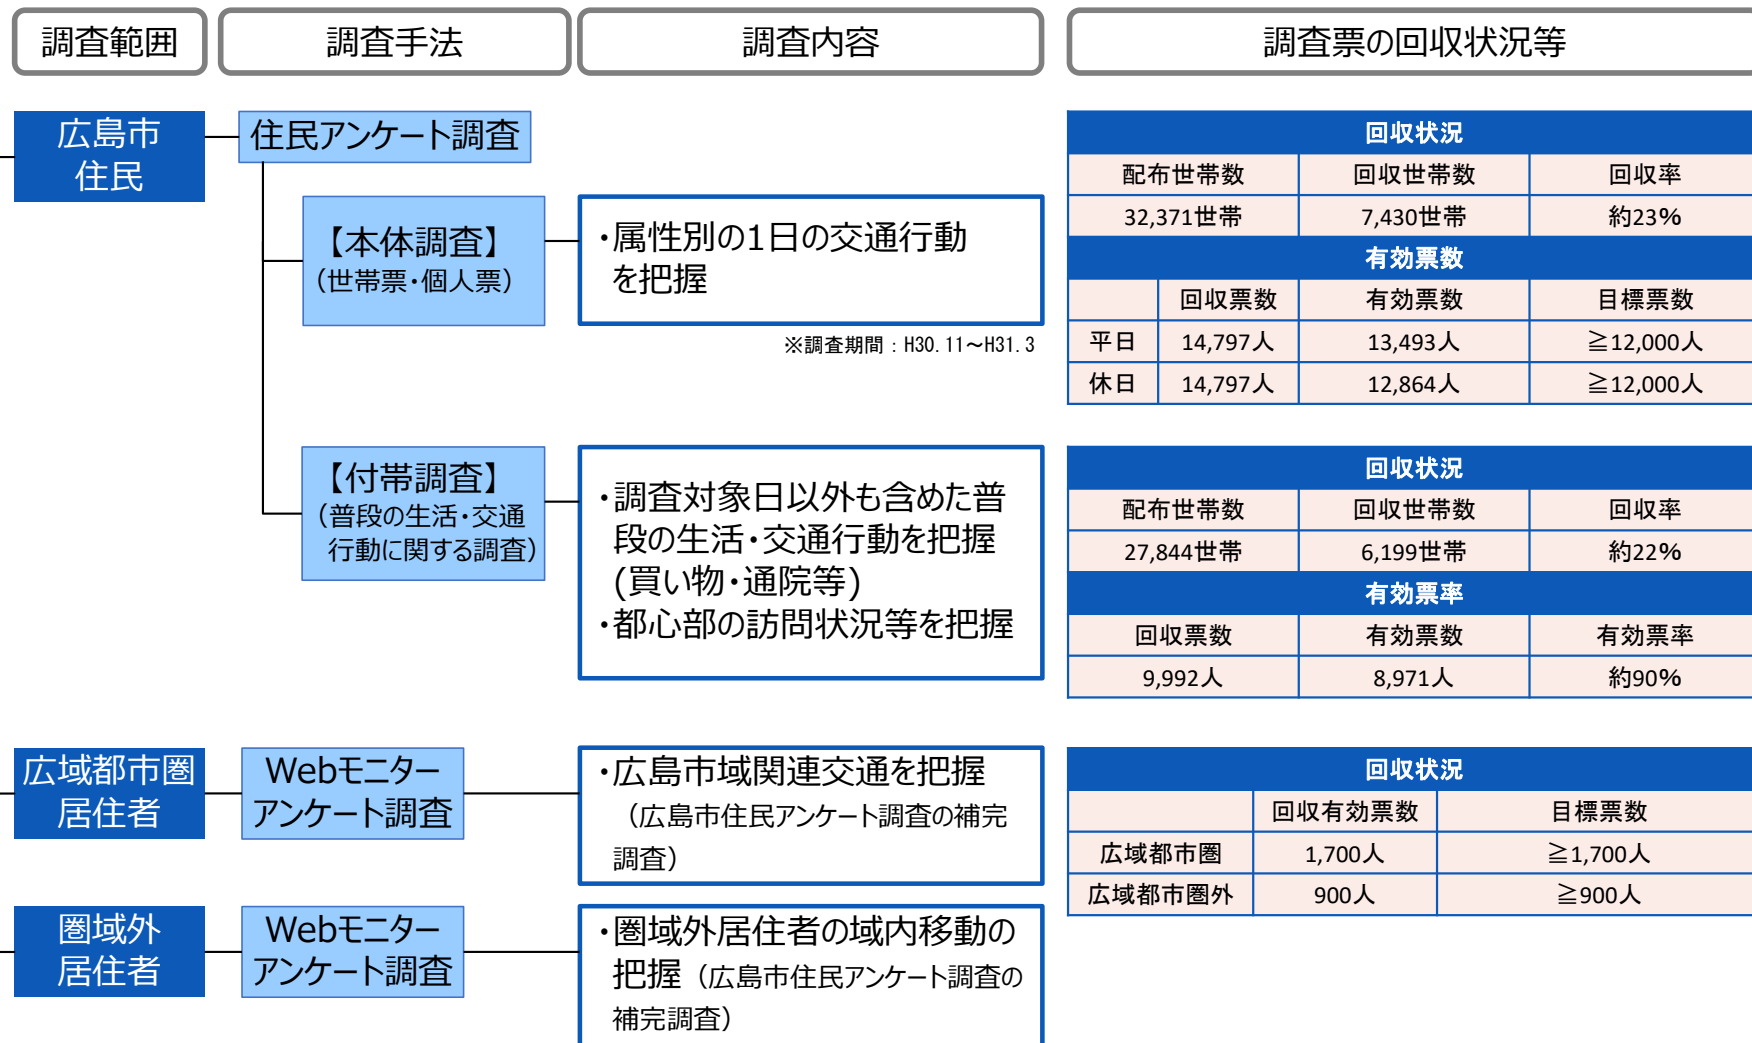 調査範囲
調査手法
調査内容
調査票の回収状況等
広島市
住民
住民アンケート調査
【本体調査】
（世帯票・個人票）
・属性別の1日の交通行動
を把握
※調査期間：H30.11～H31.3
回収状況
配布世帯数 回収世帯数 回収率
32,371世帯 7,430世帯 約23%
有効票数
回収票数 有効票数 目標票数
平日 14,797人 13,493人 ≧12,000人
休日 14,797人 12,864人 ≧12,000人
【付帯調査】
（普段の生活・交通
行動に関する調査）
・調査対象日以外も含めた普
段の生活・交通行動を把握
(買い物・通院等)
・都心部の訪問状況等を把握
回収状況
配布世帯数 回収世帯数 回収率
27,844世帯 6,199世帯 約22%
有効票率
回収票数 有効票数 有効票率
9,992人 8,971人 約90%
広域都市圏
居住者
Webモニター
アンケート調査
・広島市域関連交通を把握
（広島市住民アンケート調査の補完
調査）
回収状況
回収有効票数 目標票数
広域都市圏 1,700人 ≧1,700人
広域都市圏外 900人 ≧900人
圏域外
居住者
Webモニター
アンケート調査
・圏域外居住者の域内移動の
把握（広島市住民アンケート調査の
補完調査）